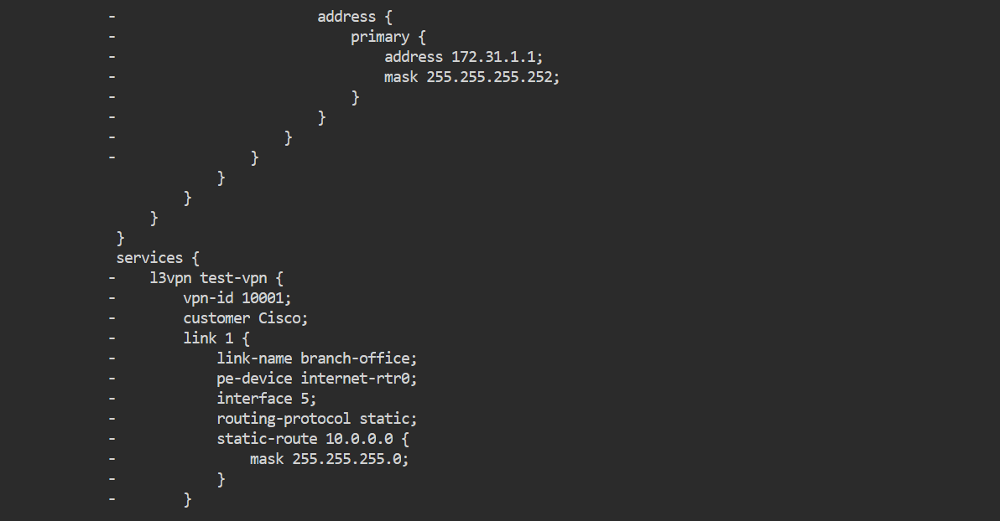 -                        address {
-                            primary {
-                                address 172.31.1.1;
-                                mask 255.255.255.252;
-                            }
-                        }
-                    }
-                }
             }
         }
     }
 }
 services {
-    l3vpn test-vpn {
-        vpn-id 10001;
-        customer Cisco;
-        link 1 {
-            link-name branch-office;
-            pe-device internet-rtr0;
-            interface 5;
-            routing-protocol static;
-            static-route 10.0.0.0 {
-                mask 255.255.255.0;
-            }
-        }